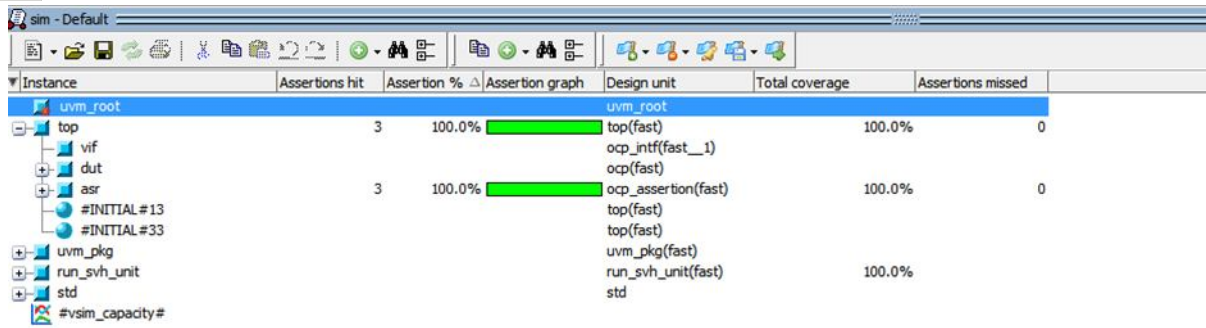 sim - Default
Instance Assertions hit Assertion % Assertion graph Design unit Total coverage Assertions missed
uvm_root uvm_root
top 3 100.0% top(fast) 100.0% 0
vif ocp_intf(fast__1)
dut ocp(fast)
asr 3 100.0% ocp_assertion(fast) 100.0% 0
#INITIAL#13 top(fast)
#INITIAL#33 top(fast)
uvm_pkg uvm_pkg(fast)
run_svh_unit run_svh_unit(fast) 100.0%
std std
#vsim_capacity#